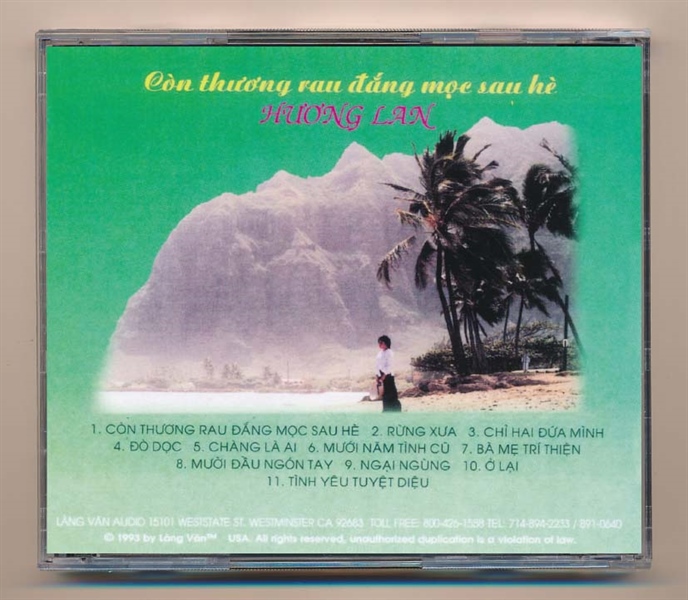 Còn thương rau đắng mọc sau hè
HƯƠNG LAN
1. CÒN THƯƠNG RAU ĐẮNG MỌC SAU HÈ 2. RỪNG XƯA 3. CHỈ HAI ĐỨA MÌNH
4. ĐÒ DỌC 5. CHÀNG LÀ AI 6. MƯỜI NĂM TÌNH CŨ 7. BÀ MẸ TRÍ THIỆN
8. MƯỜI ĐẦU NGÓN TAY 9. NGẠI NGÙNG 10. Ở LẠI
11. TÌNH YÊU TUYỆT DIỆU
LÀNG VĂN AUDIO 15101 WESTSTATE ST. WESTMINSTER CA 92683 TOLL FREE: 800-426-1558 TEL: 714-894-2233 / 891-0640
© 1993 by Làng Văn™ USA. All rights reserved, unauthorized duplication is a violation of law.